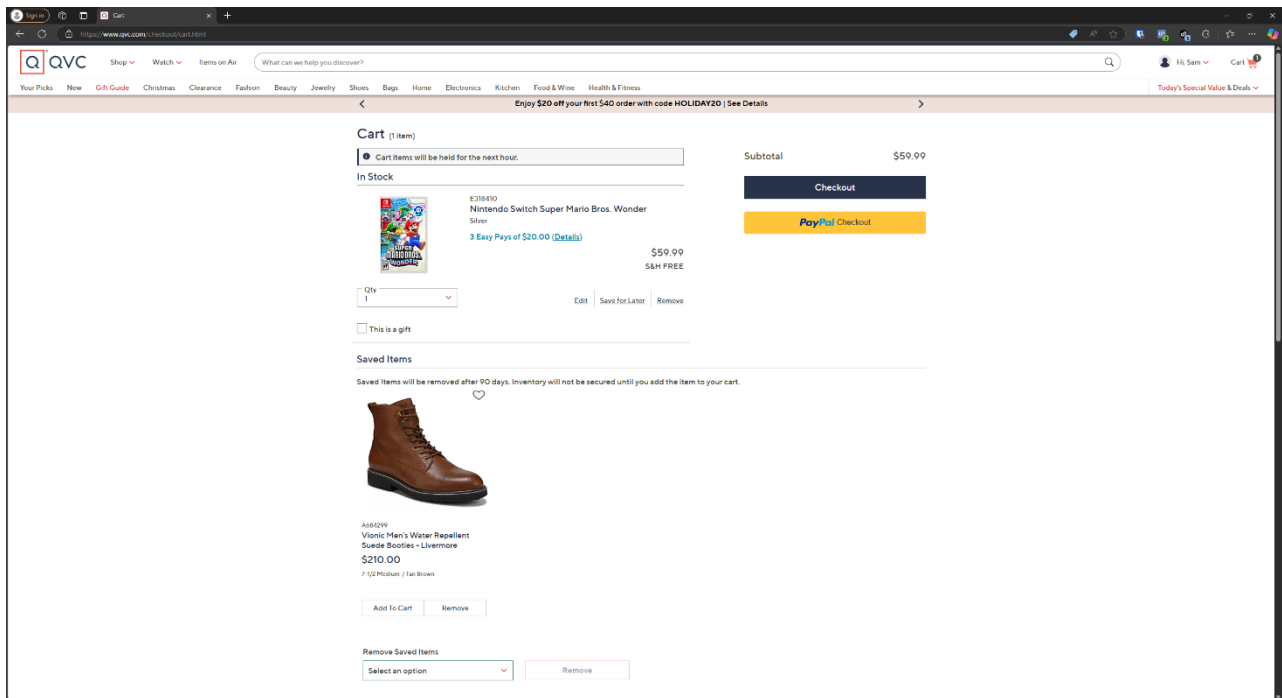 Sign in
Cart
https://www.qvc.com/checkout/cart.html
Q QVC
Shop
Watch
Items on Air
What can we help you discover?
Hi, Sam
Cart
1
Your Picks
New
Gift Guide
Christmas
Clearance
Fashion
Beauty
Jewelry
Shoes
Bags
Home
Electronics
Kitchen
Food & Wine
Health & Fitness
Today's Special Value & Deals
Enjoy $20 off your first $40 order with code HOLIDAY20 | See Details
Cart (1 item)
Cart items will be held for the next hour.
Subtotal $59.99
Checkout
PayPal Checkout
In Stock
SUPER
MARIO BROS.
WONDER
E318410
Nintendo Switch Super Mario Bros. Wonder
Silver
3 Easy Pays of $20.00 (Details)
$59.99
S&H FREE
Qty
1
Edit
Save for Later
Remove
This is a gift
Saved Items
Saved Items will be removed after 90 days. Inventory will not be secured until you add the item to your cart.
A604299
Vionic Men's Water Repellent
Suede Booties - Livermore
$210.00
7-1/2 Medium / Tan Brown
Add To Cart
Remove
Remove Saved Items
Select an option
Remove